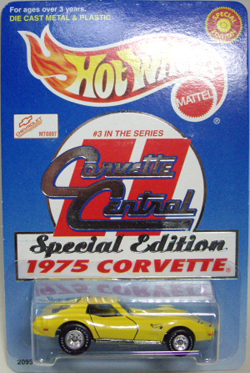 For ages over 3 years.
DIE CAST METAL & PLASTIC
SPECIAL
HOT WHEELS
MATTEL
#3 IN THE SERIES
Corvette
Central
Special Edition
1975 CORVETTE